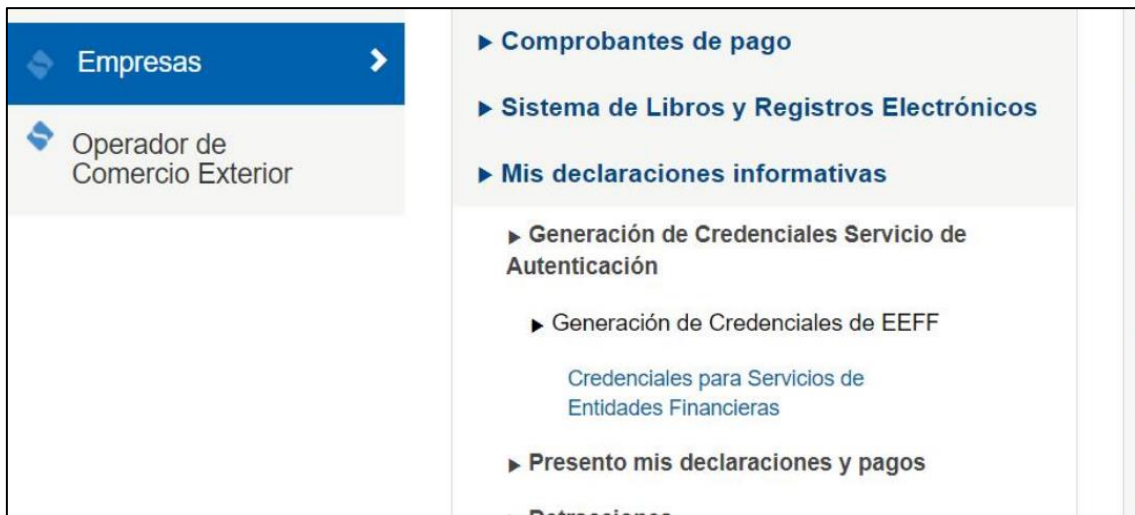 Empresas
Operador de
Comercio Exterior
Comprobantes de pago
Sistema de Libros y Registros Electrónicos
Mis declaraciones informativas
Generación de Credenciales Servicio de
Autenticación
Generación de Credenciales de EEFF
Credenciales para Servicios de
Entidades Financieras
Presento mis declaraciones y pagos